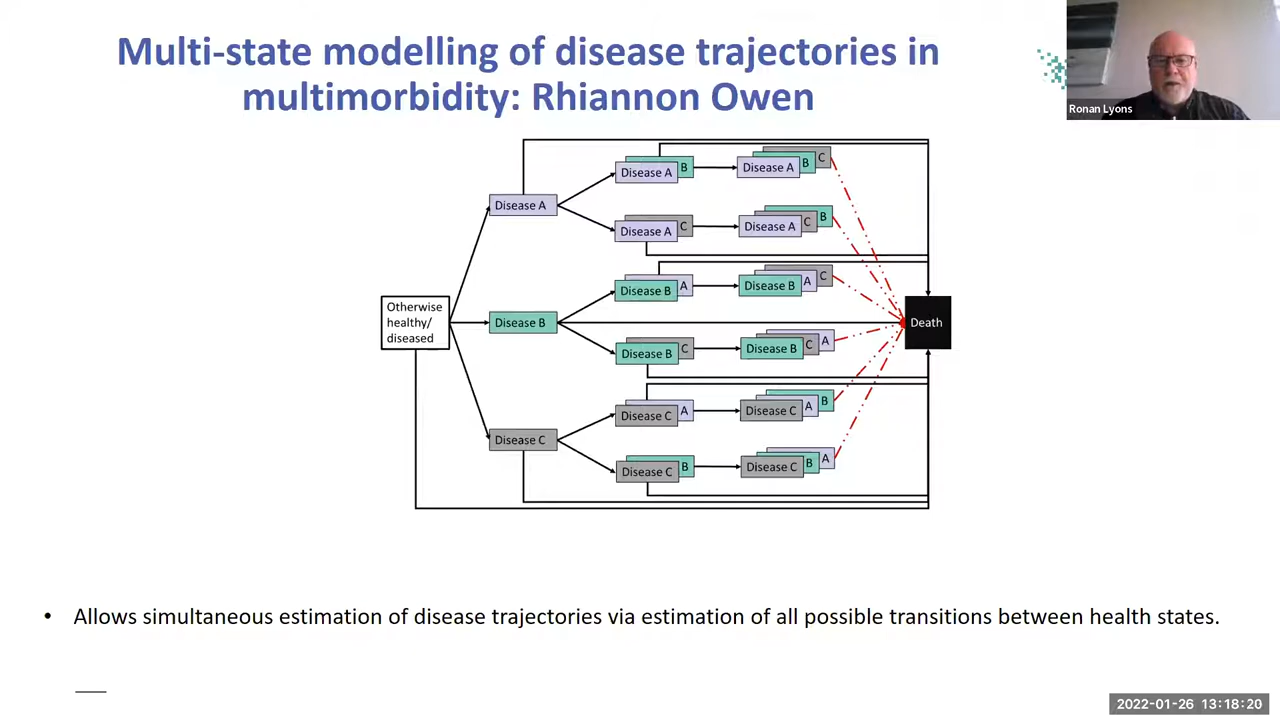 Multi-state modelling of disease trajectories in
multimorbidity: Rhiannon Owen
Ronan Lyons
Disease A B
Disease A B C
Disease A
Disease A C
Disease A C B
Disease B A
Disease B A C
Otherwise
healthy/
diseased
Disease B
Death
Disease B C
Disease B C A
Disease C A
Disease C A B
Disease C
Disease C B
Disease C B A
• Allows simultaneous estimation of disease trajectories via estimation of all possible transitions between health states.
2022-01-26 13:18:20